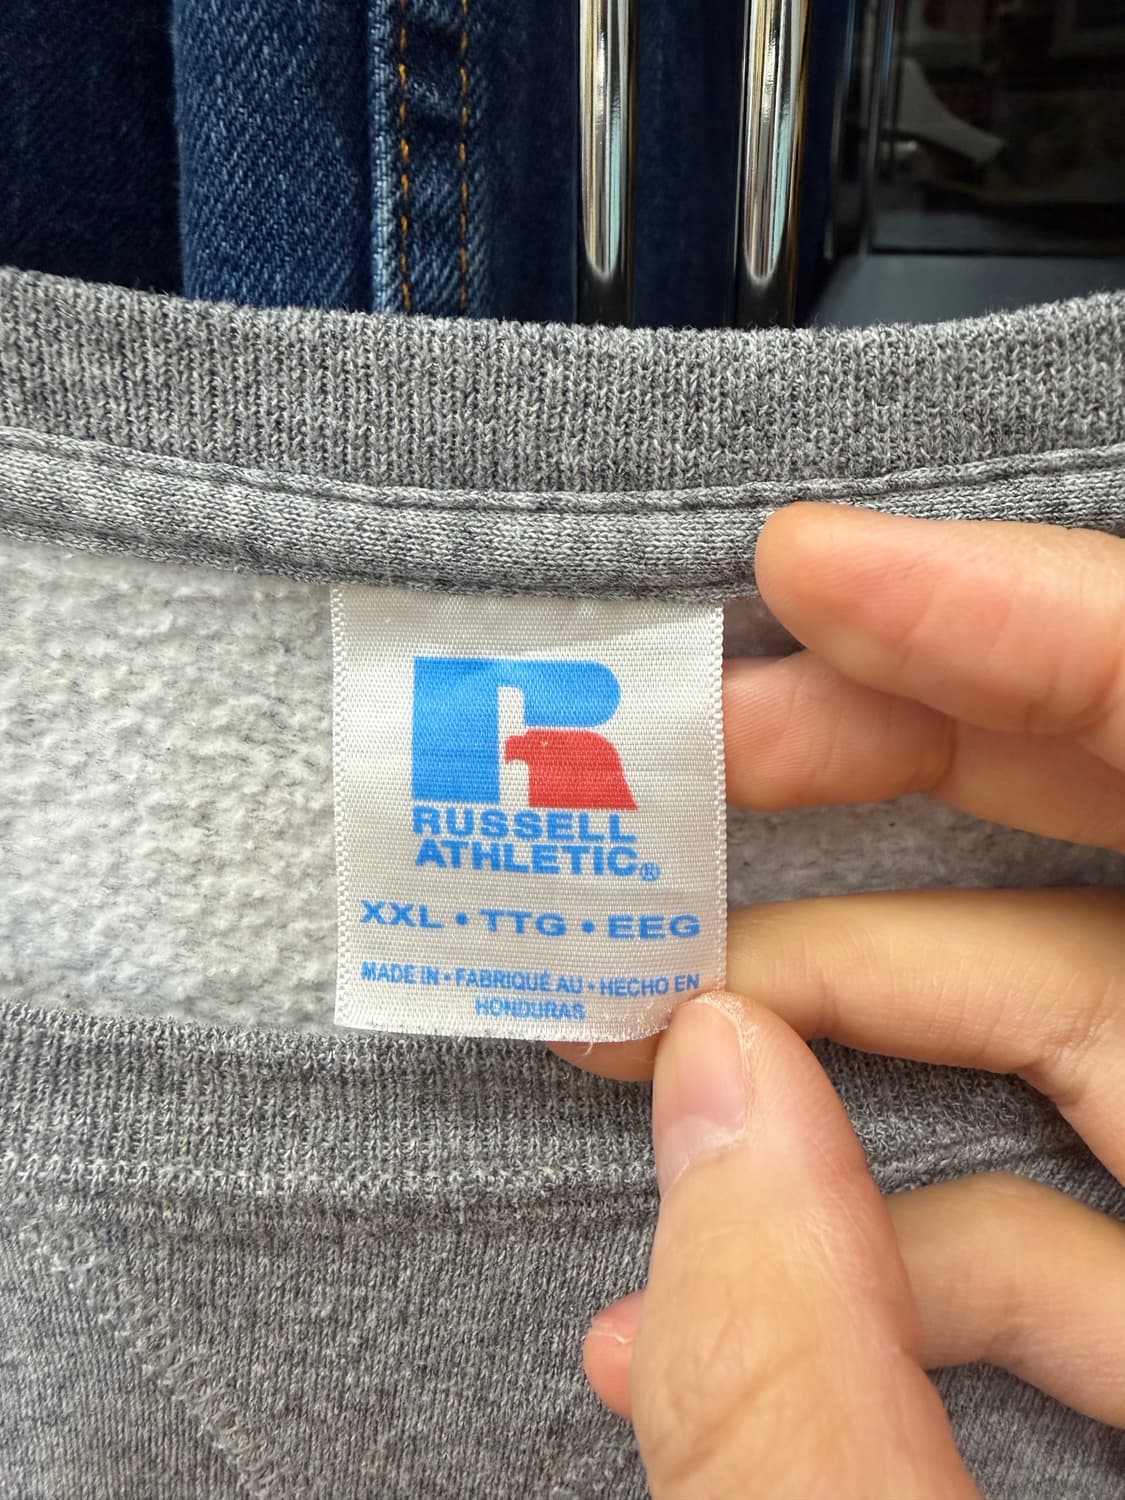 RUSSELL
ATHLETIC®
XXL • TTG • EEG
MADE IN • FABRIQUÉ AU • HECHO EN
HONDURAS